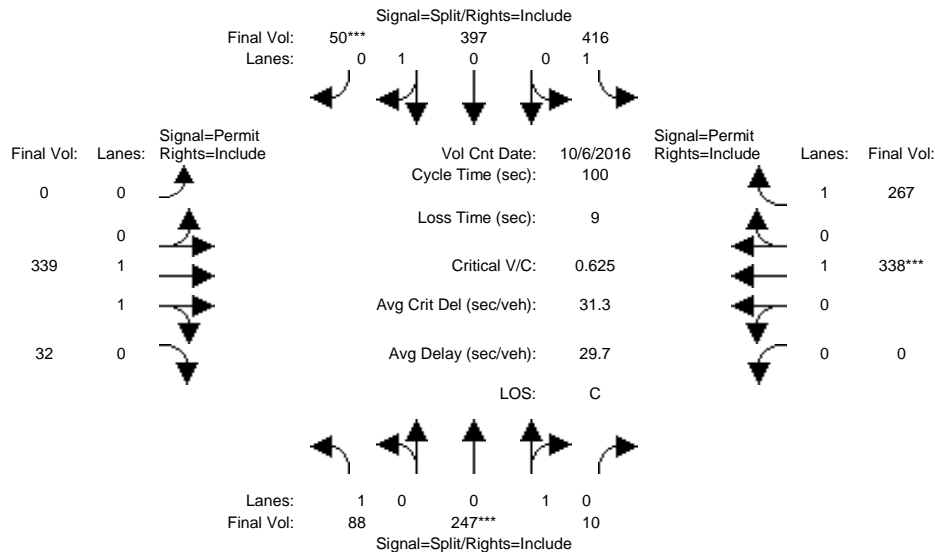 Signal=Split/Rights=Include
Final Vol: 50*** 397 416
Lanes: 0 1 0 0 1
Signal=Permit
Final Vol: Lanes: Rights=Include
Vol Cnt Date: 10/6/2016
Signal=Permit
Rights=Include Lanes: Final Vol:
Cycle Time (sec): 100
0 0
1 267
Loss Time (sec): 9
0
0
339 1
Critical V/C: 0.625
1 338***
1
Avg Crit Del (sec/veh): 31.3
0
32 0
Avg Delay (sec/veh): 29.7
0 0
LOS: C
Lanes: 1 0 0 1 0
Final Vol: 88 247*** 10
Signal=Split/Rights=Include